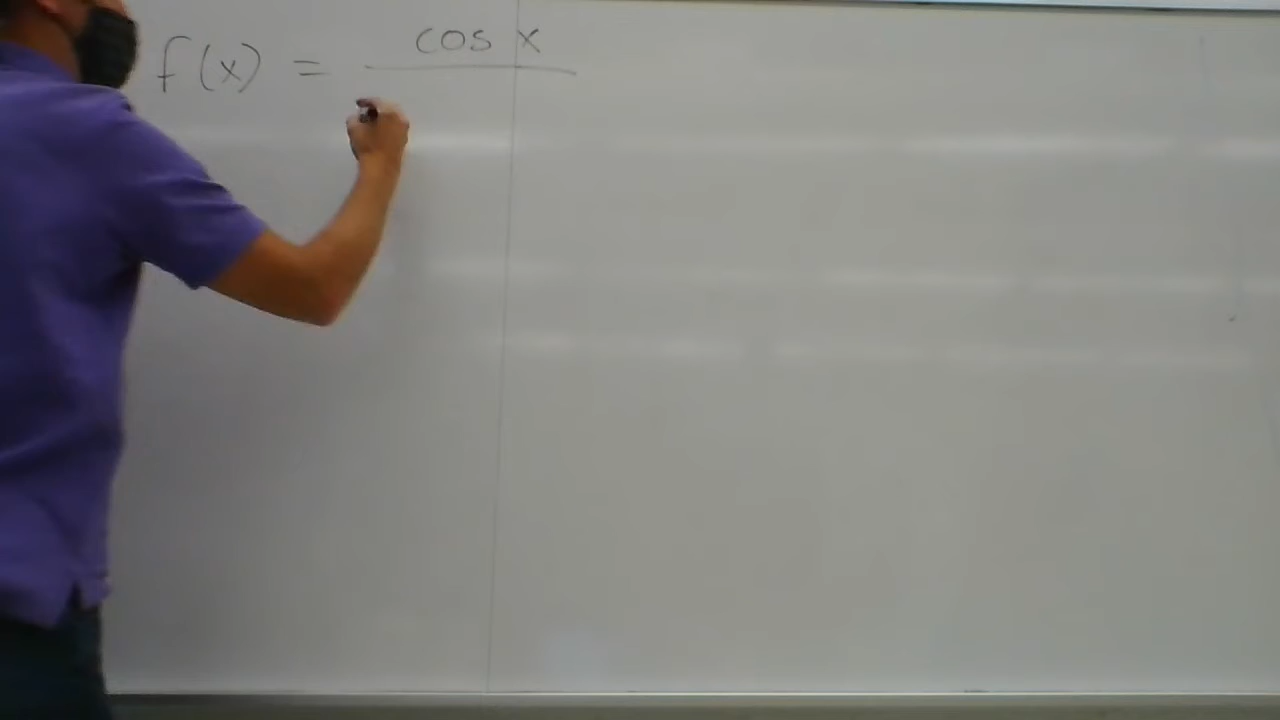 f(x) = cos x